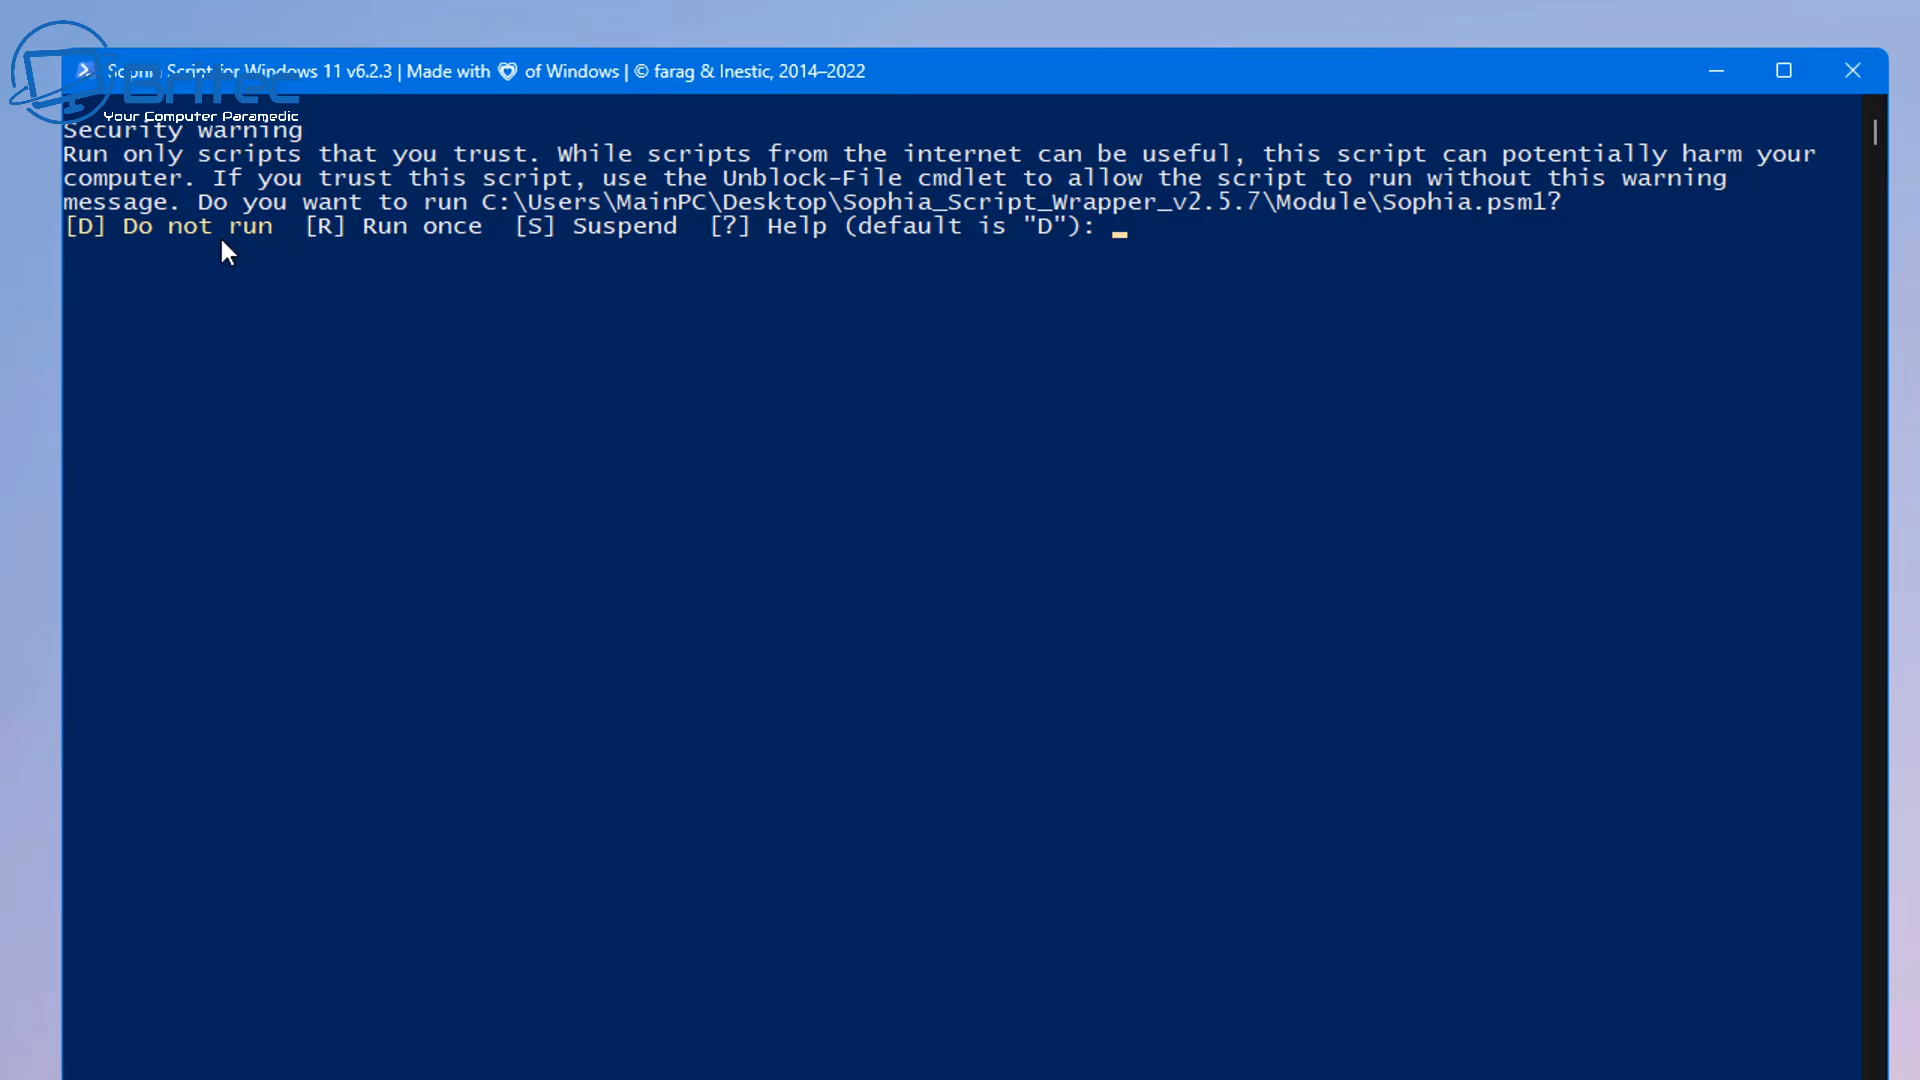 Sophia Script for Windows 11 v6.2.3 | Made with 🤍 of Windows | © farag & Inestic, 2014–2022
BRITEC
Your Computer Paramedic
Security warning
Run only scripts that you trust. While scripts from the internet can be useful, this script can potentially harm your
computer. If you trust this script, use the Unblock-File cmdlet to allow the script to run without this warning
message. Do you want to run C:\Users\MainPC\Desktop\Sophia_Script_Wrapper_v2.5.7\Module\Sophia.psm1?
[D] Do not run  [R] Run once  [S] Suspend  [?] Help (default is "D"):